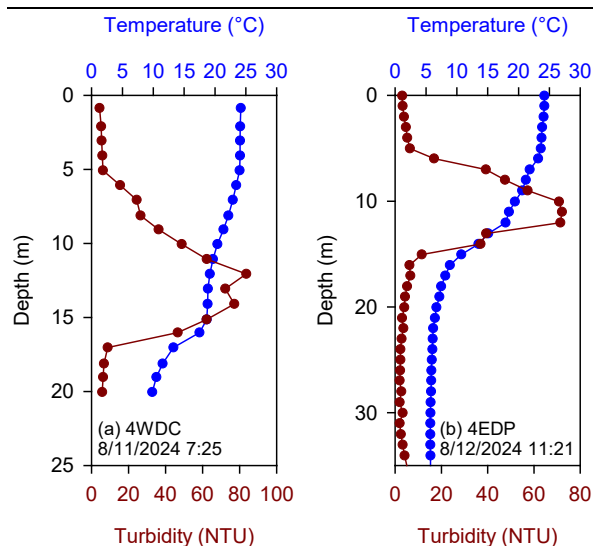 Temperature (°C)
0 5 10 15 20 25 30
0
5
10
15
20
25
Depth (m)
(a) 4WDC
8/11/2024 7:25
0 20 40 60 80 100
Turbidity (NTU)
Temperature (°C)
0 5 10 15 20 25 30
0
10
20
30
Depth (m)
(b) 4EDP
8/12/2024 11:21
0 20 40 60 80
Turbidity (NTU)